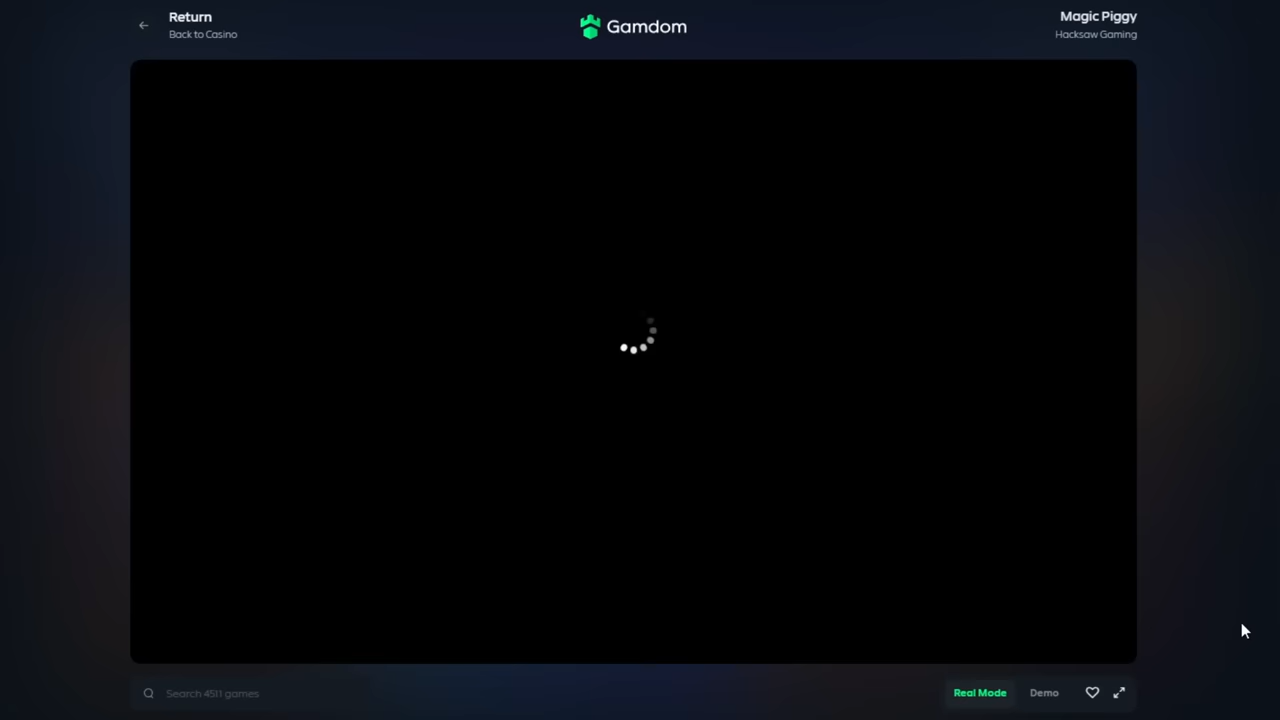 Return
Back to Casino
Gamdom
Magic Piggy
Hacksaw Gaming
Search 4511 games
Real Mode
Demo